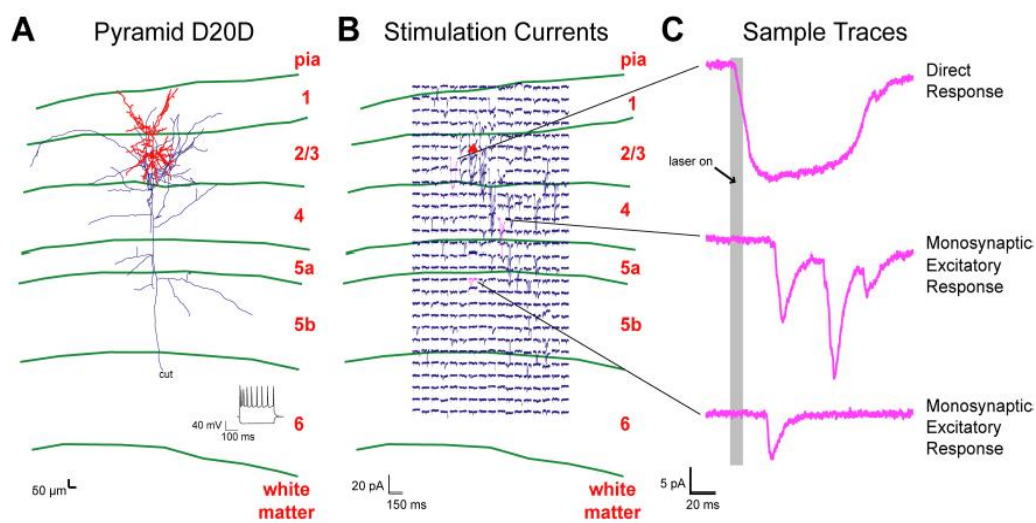 A Pyramid D20D
pia
1
2/3
4
5a
5b
cut
40 mV
100 ms
6
50 µm
white
matter
B Stimulation Currents
pia
1
2/3
4
5a
5b
6
20 pA
150 ms
white
matter
C Sample Traces
Direct
Response
laser on
Monosynaptic
Excitatory
Response
Monosynaptic
Excitatory
Response
5 pA
20 ms